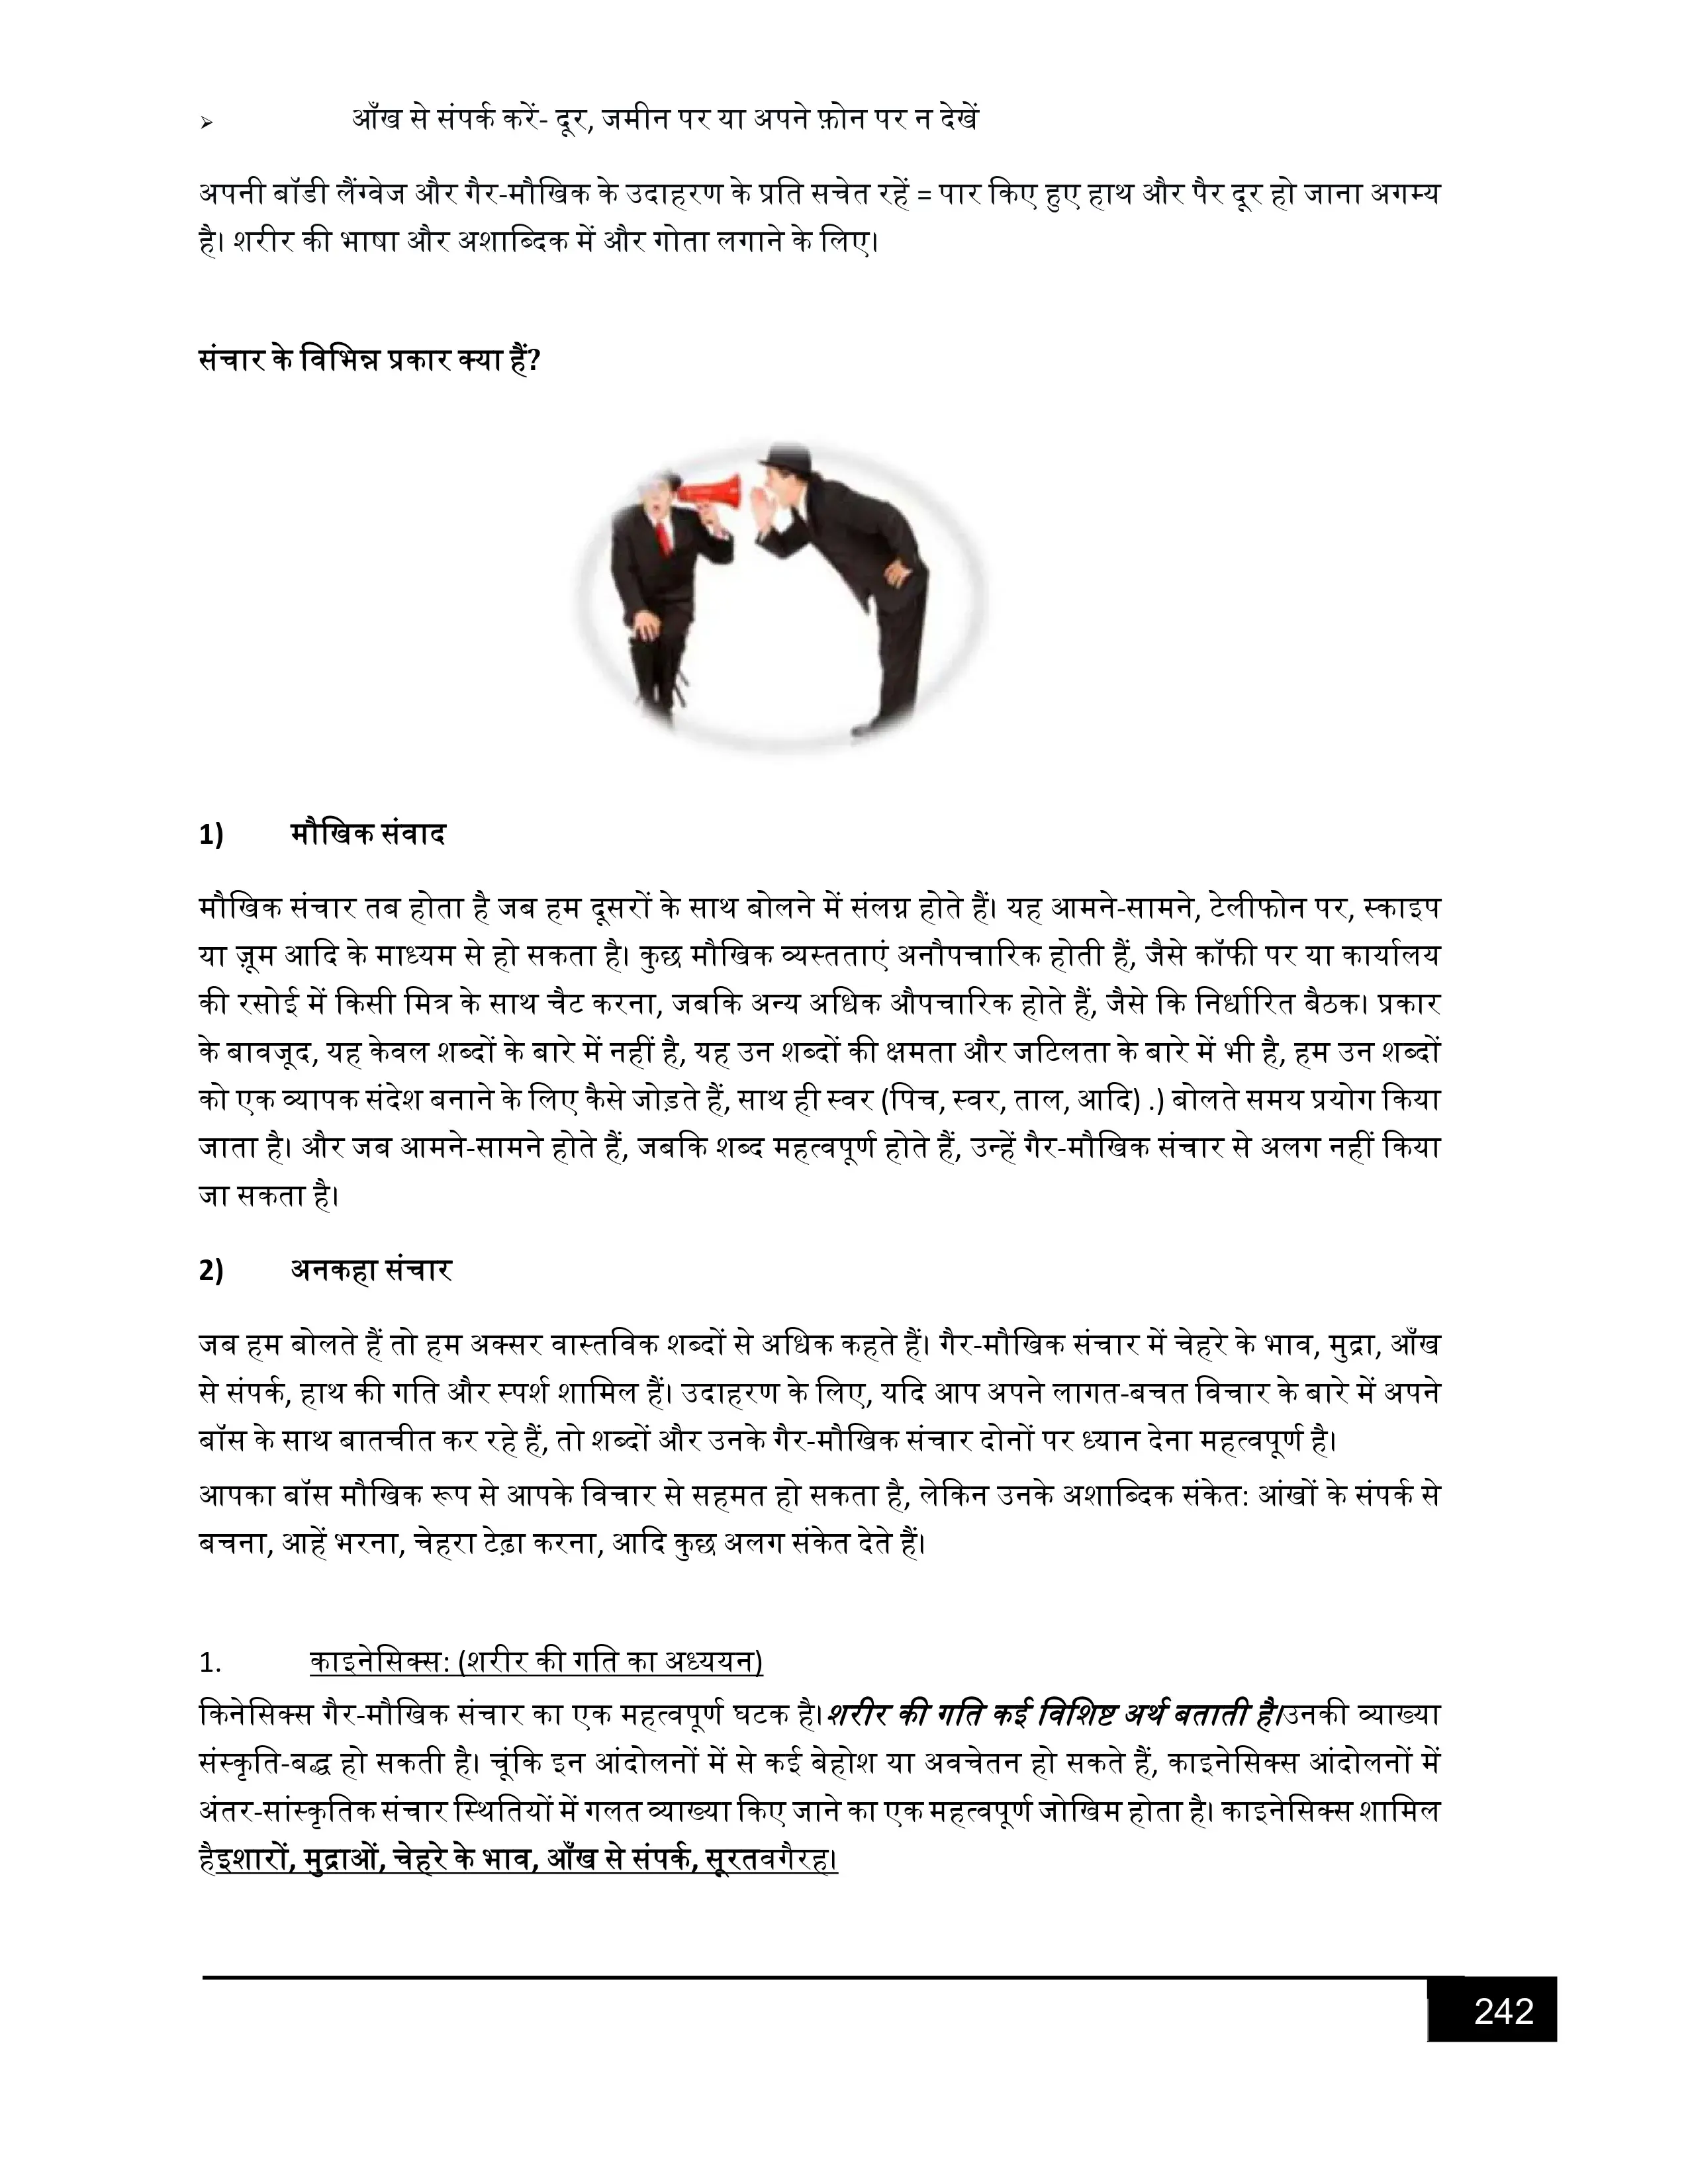 ➢ आँख से संपर्क करें- दूर, जमीन पर या अपने फ़ोन पर न देखें
अपनी बॉडी लैंग्वेज और गैर-मौखिक के उदाहरण के प्रति सचेत रहें = पार किए हुए हाथ और पैर दूर हो जाना अगम्य
है। शरीर की भाषा और अशाब्दिक में और गोता लगाने के लिए।
संचार के विभिन्न प्रकार क्या हैं?
1) मौखिक संवाद
मौखिक संचार तब होता है जब हम दूसरों के साथ बोलने में संलग्न होते हैं। यह आमने-सामने, टेलीफोन पर, स्काइप
या ज़ूम आदि के माध्यम से हो सकता है। कुछ मौखिक व्यस्तताएं अनौपचारिक होती हैं, जैसे कॉफी पर या कार्यालय
की रसोई में किसी मित्र के साथ चैट करना, जबकि अन्य अधिक औपचारिक होते हैं, जैसे कि निर्धारित बैठक। प्रकार
के बावजूद, यह केवल शब्दों के बारे में नहीं है, यह उन शब्दों की क्षमता और जटिलता के बारे में भी है, हम उन शब्दों
को एक व्यापक संदेश बनाने के लिए कैसे जोड़ते हैं, साथ ही स्वर (पिच, स्वर, ताल, आदि) .) बोलते समय प्रयोग किया
जाता है। और जब आमने-सामने होते हैं, जबकि शब्द महत्वपूर्ण होते हैं, उन्हें गैर-मौखिक संचार से अलग नहीं किया
जा सकता है।
2) अनकहा संचार
जब हम बोलते हैं तो हम अक्सर वास्तविक शब्दों से अधिक कहते हैं। गैर-मौखिक संचार में चेहरे के भाव, मुद्रा, आँख
से संपर्क, हाथ की गति और स्पर्श शामिल हैं। उदाहरण के लिए, यदि आप अपने लागत-बचत विचार के बारे में अपने
बॉस के साथ बातचीत कर रहे हैं, तो शब्दों और उनके गैर-मौखिक संचार दोनों पर ध्यान देना महत्वपूर्ण है।
आपका बॉस मौखिक रूप से आपके विचार से सहमत हो सकता है, लेकिन उनके अशाब्दिक संकेत: आंखों के संपर्क से
बचना, आहें भरना, चेहरा टेढ़ा करना, आदि कुछ अलग संकेत देते हैं।
1. काइनेसिक्स: (शरीर की गति का अध्ययन)
किनेसिक्स गैर-मौखिक संचार का एक महत्वपूर्ण घटक है।शरीर की गति कई विशिष्ट अर्थ बताती है।उनकी व्याख्या
संस्कृति-बद्ध हो सकती है। चूंकि इन आंदोलनों में से कई बेहोश या अवचेतन हो सकते हैं, काइनेसिक्स आंदोलनों में
अंतर-सांस्कृतिक संचार स्थितियों में गलत व्याख्या किए जाने का एक महत्वपूर्ण जोखिम होता है। काइनेसिक्स शामिल
हैइशारों, मुद्राओं, चेहरे के भाव, आँख से संपर्क, सूरतवगैरह।
242